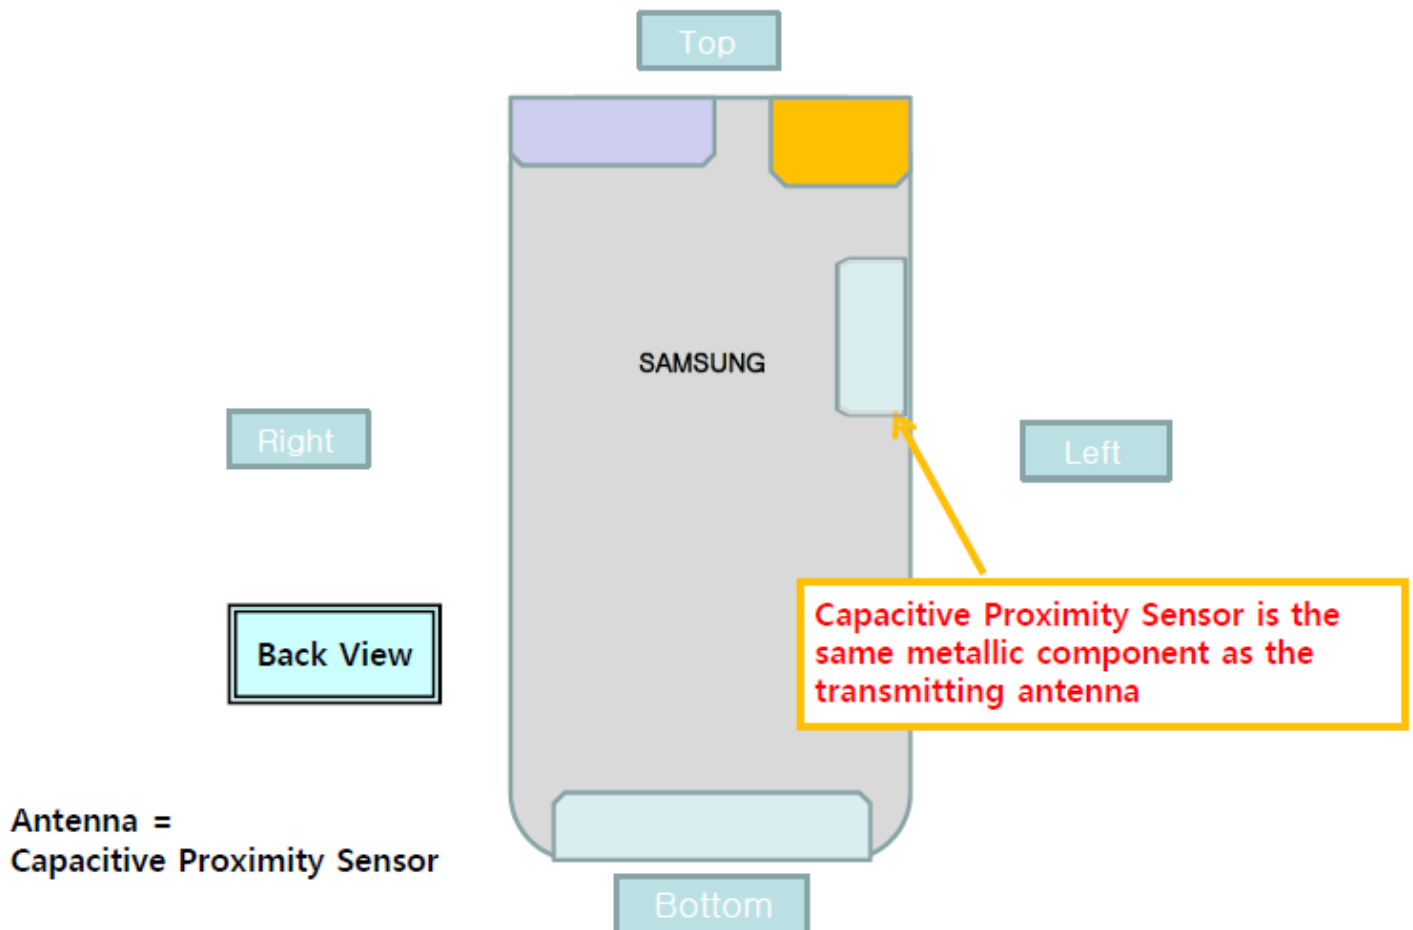 Top
SAMSUNG
Right
Left
Capacitive Proximity Sensor is the
same metallic component as the
transmitting antenna
Back View
Antenna =
Capacitive Proximity Sensor
Bottom